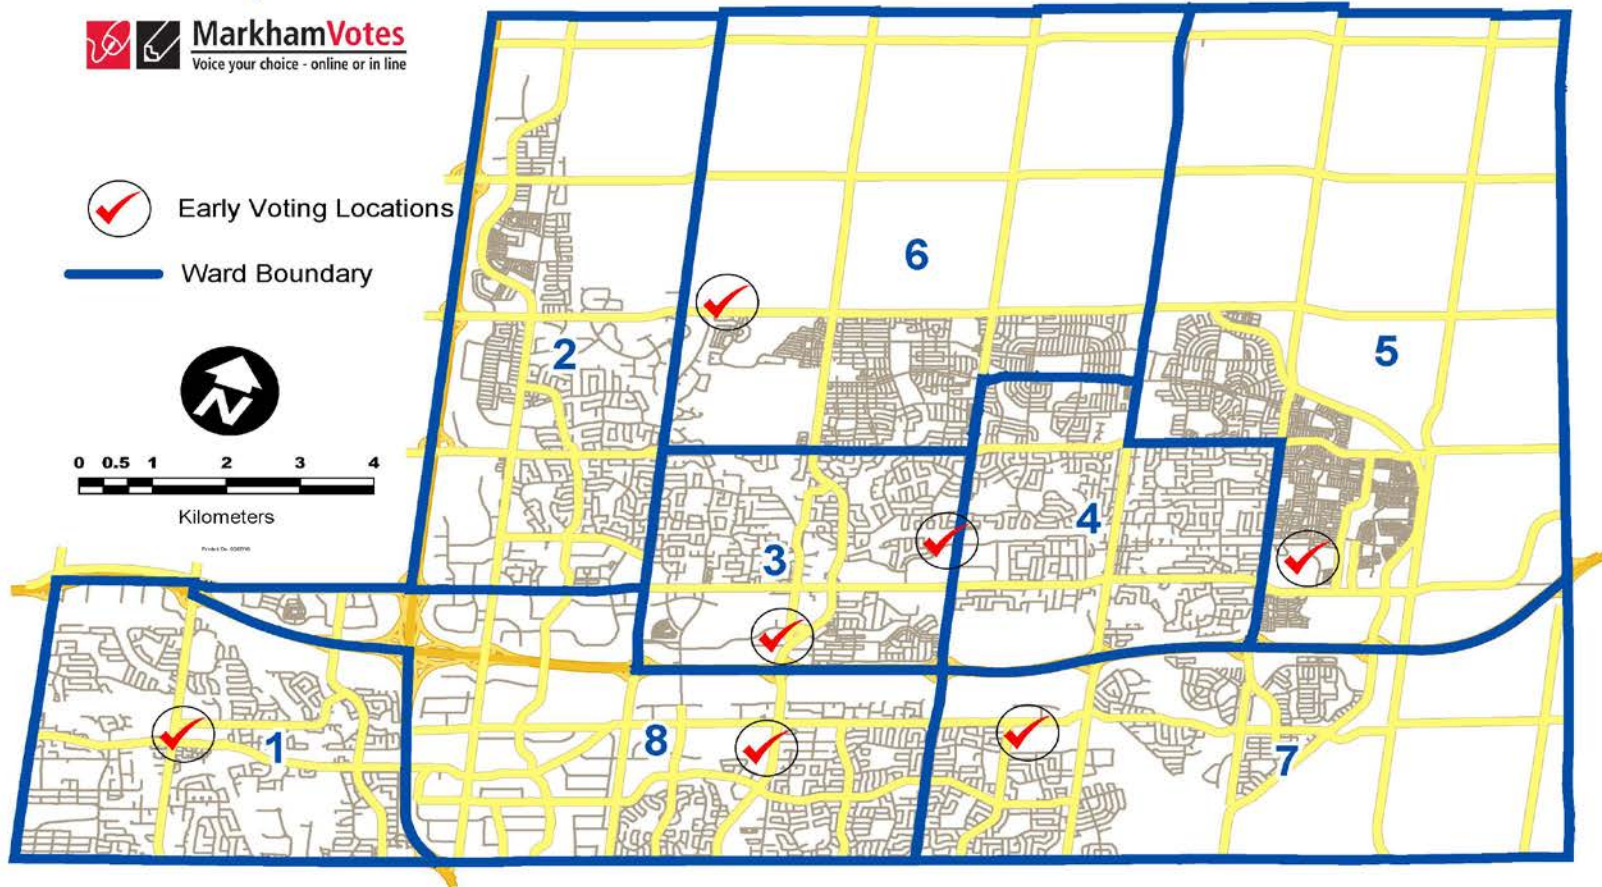 MarkhamVotes
Voice your choice - online or in line
Early Voting Locations
Ward Boundary
N
0 0.5 1 2 3 4
Kilometers
6
2
5
4
3
1
8
7